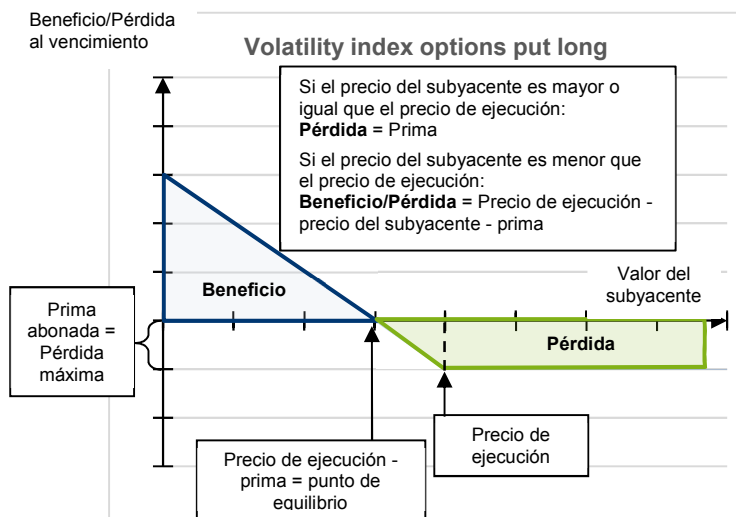 Beneficio/Pérdida
al vencimiento
Volatility index options put long
Si el precio del subyacente es mayor o
igual que el precio de ejecución:
Pérdida = Prima
Si el precio del subyacente es menor que
el precio de ejecución:
Beneficio/Pérdida = Precio de ejecución -
precio del subyacente - prima
Valor del
subyacente
Beneficio
Prima
abonada =
Pérdida
máxima
Pérdida
Precio de
ejecución
Precio de ejecución -
prima = punto de
equilibrio